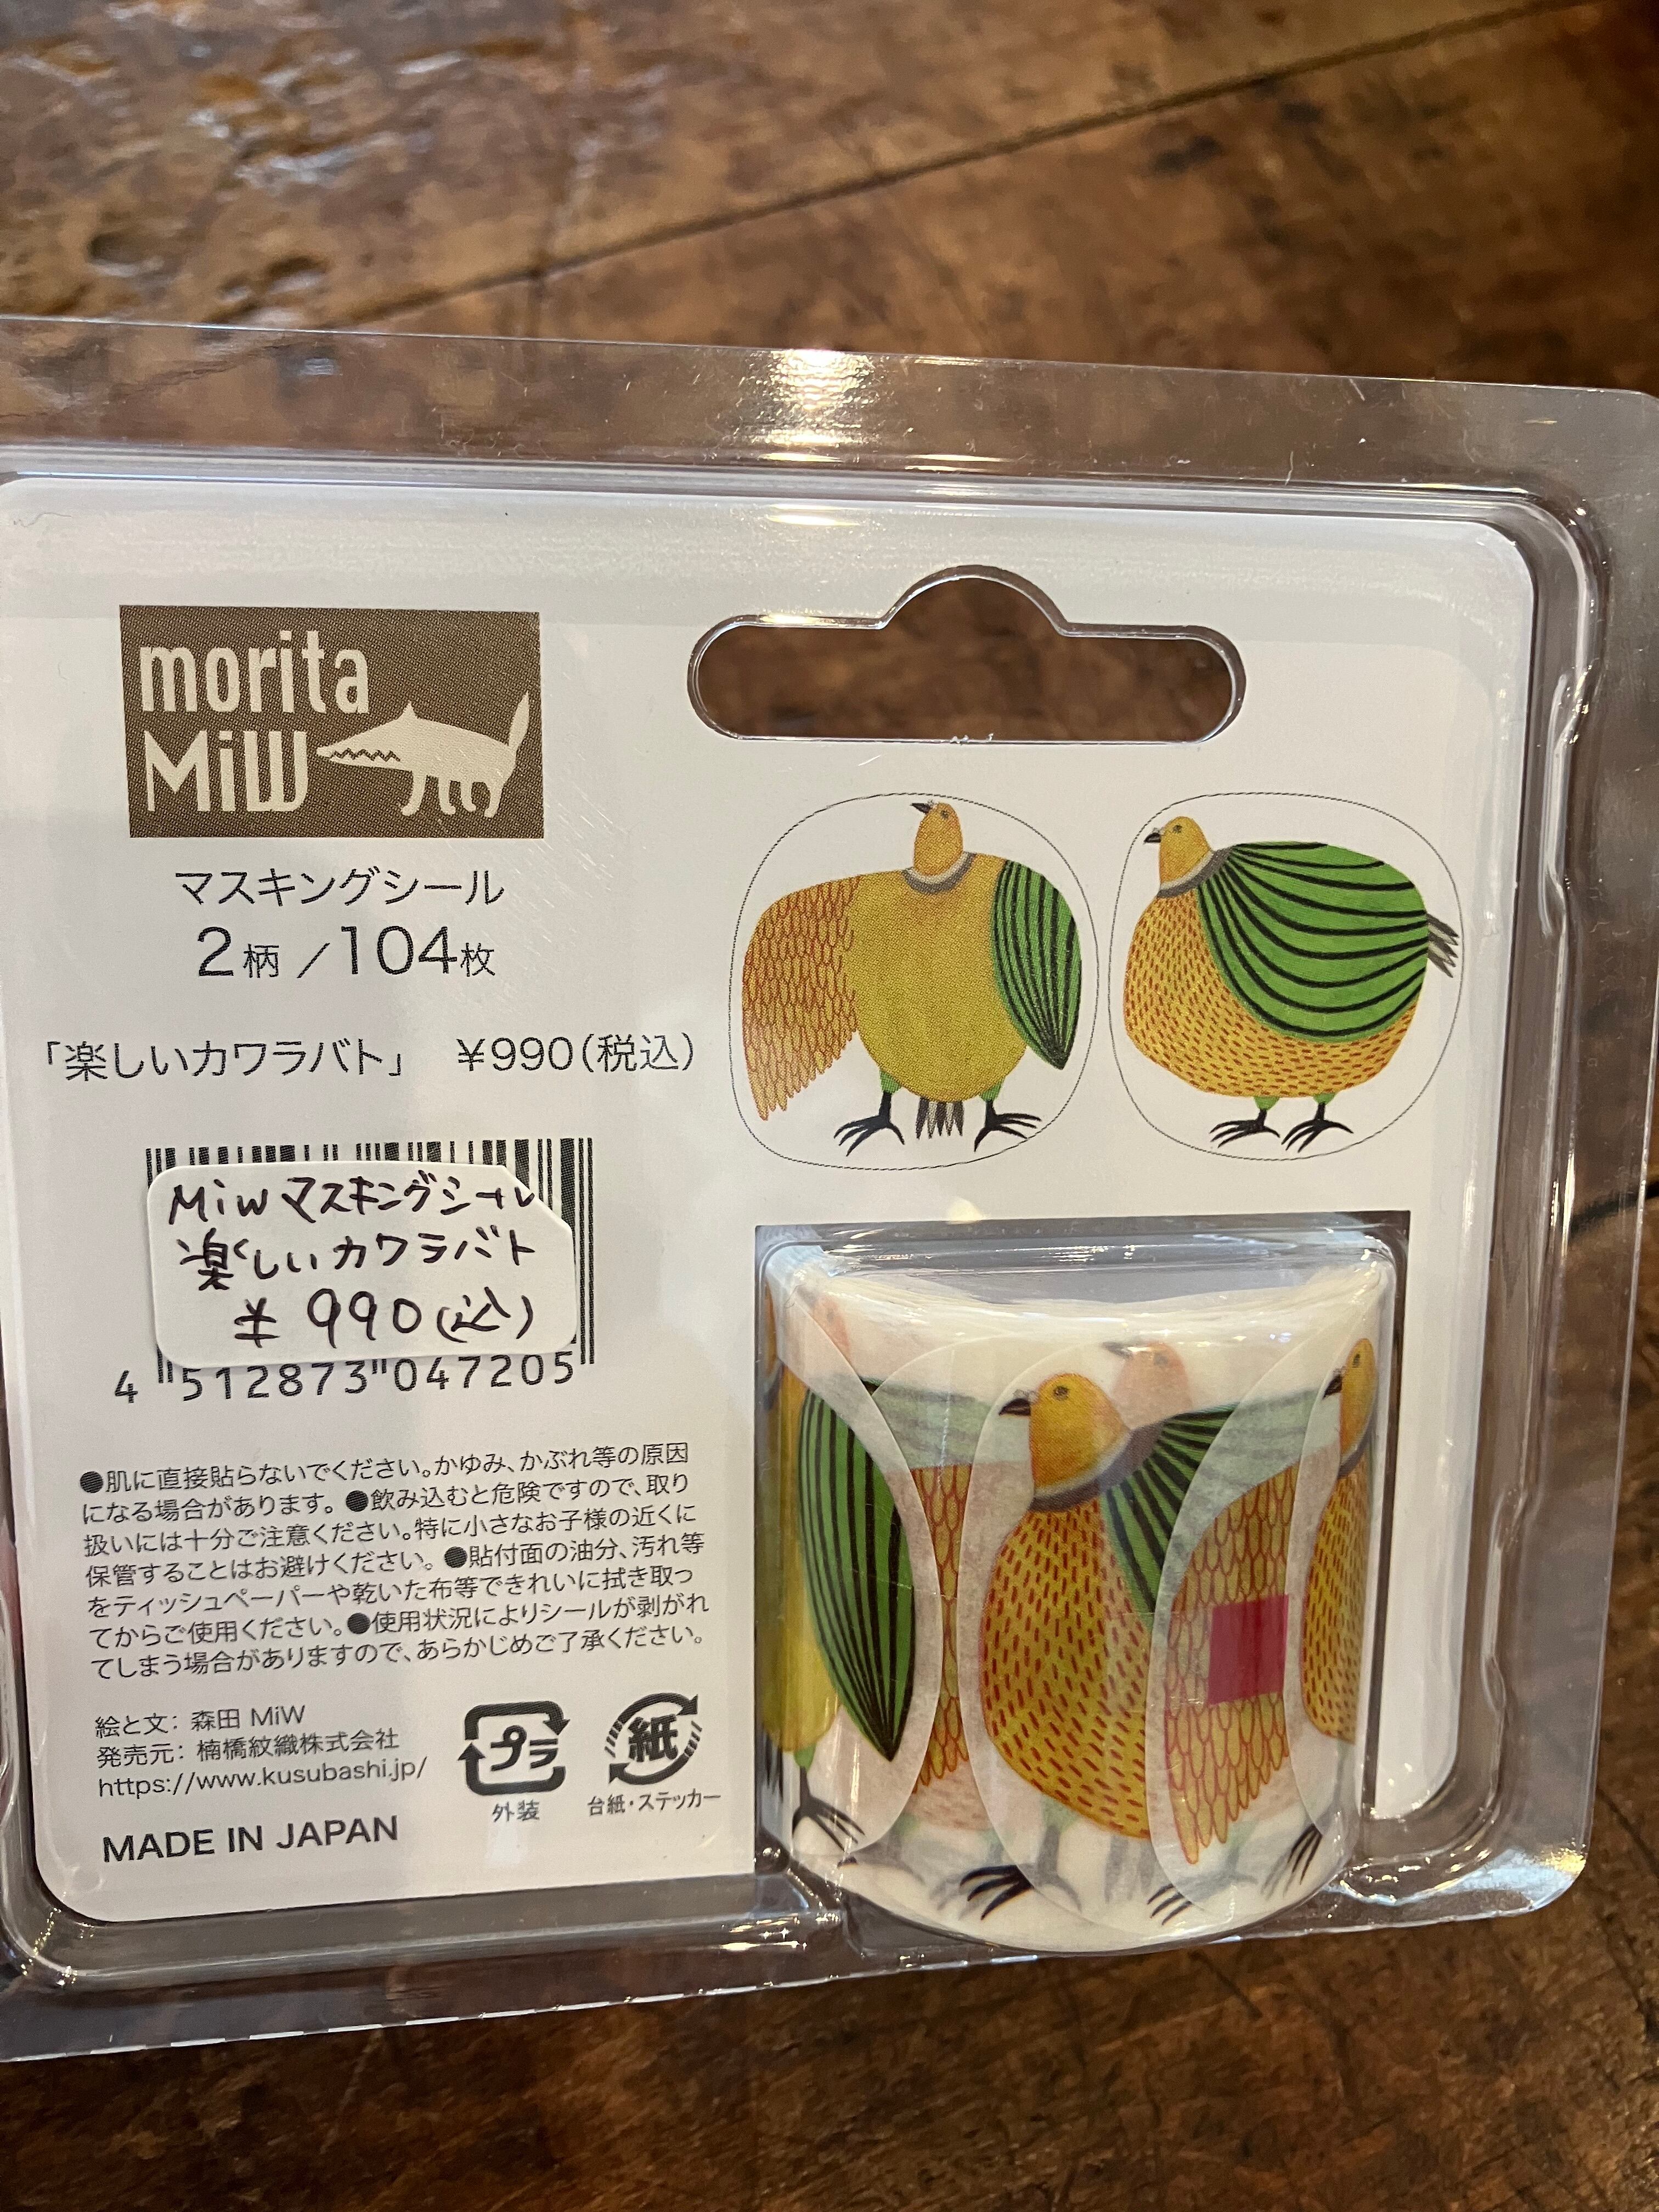 morita
MiW
マスキングシール
2柄／104枚
「楽しいカワラバト」 ¥990(税込)
Miw マスキングシール
楽しいカワラバト
¥990(込)
4 512873 047205
●肌に直接貼らないでください。かゆみ、かぶれ等の原因
になる場合があります。●飲み込むと危険ですので、取り
扱いには十分ご注意ください。特に小さなお子様の近くに
保管することはお避けください。●貼付面の油分、汚れ等
をティッシュペーパーや乾いた布等できれいに拭き取っ
てからご使用ください。●使用状況によりシールが剥がれ
てしまう場合がありますので、あらかじめご了承ください。
絵と文：森田 MiW
発売元：楠橋紋織株式会社
https://www.kusubashi.jp/
MADE IN JAPAN
プラ
外装
紙
台紙・ステッカー